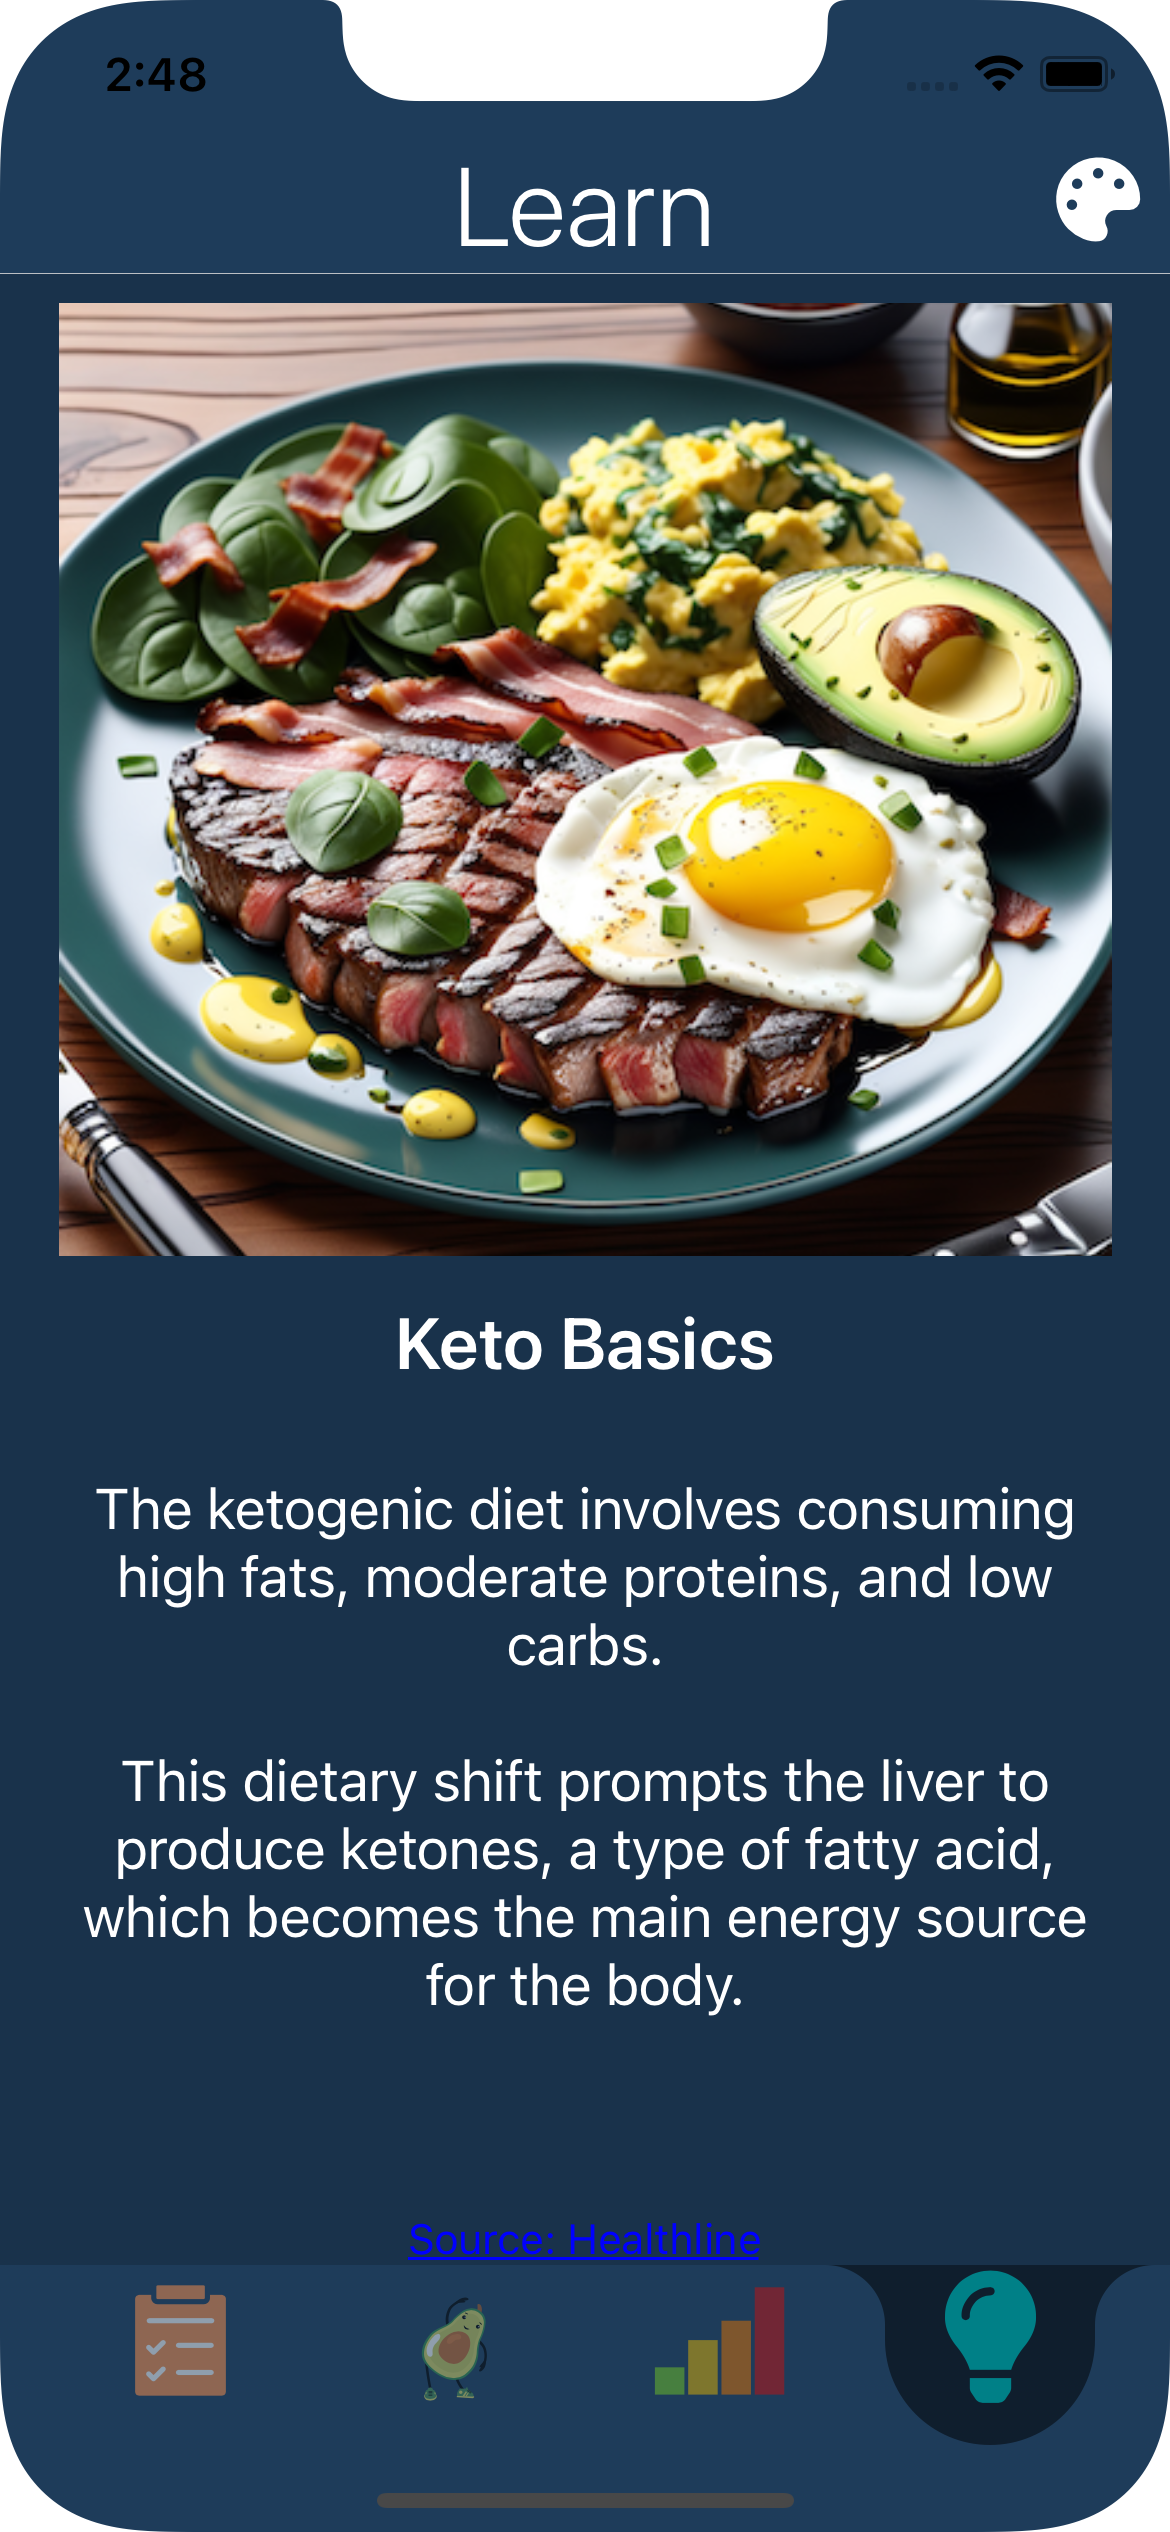 2:48
Learn
Keto Basics
The ketogenic diet involves consuming
high fats, moderate proteins, and low
carbs.
This dietary shift prompts the liver to
produce ketones, a type of fatty acid,
which becomes the main energy source
for the body.
Source: Healthline